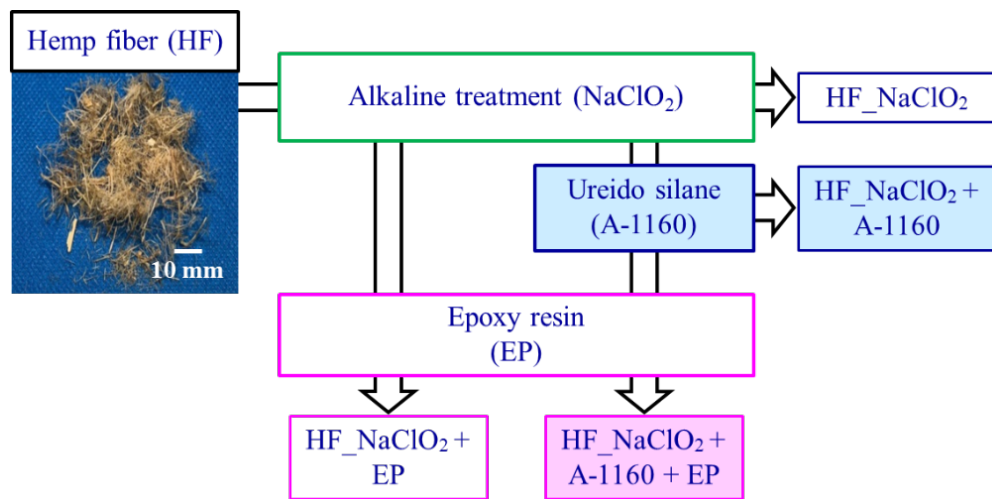 Hemp fiber (HF)
10 mm
Alkaline treatment (NaClO₂)
HF_NaClO₂
Ureido silane
(A-1160)
HF_NaClO₂ +
A-1160
Epoxy resin
(EP)
HF_NaClO₂ +
EP
HF_NaClO₂ +
A-1160 + EP